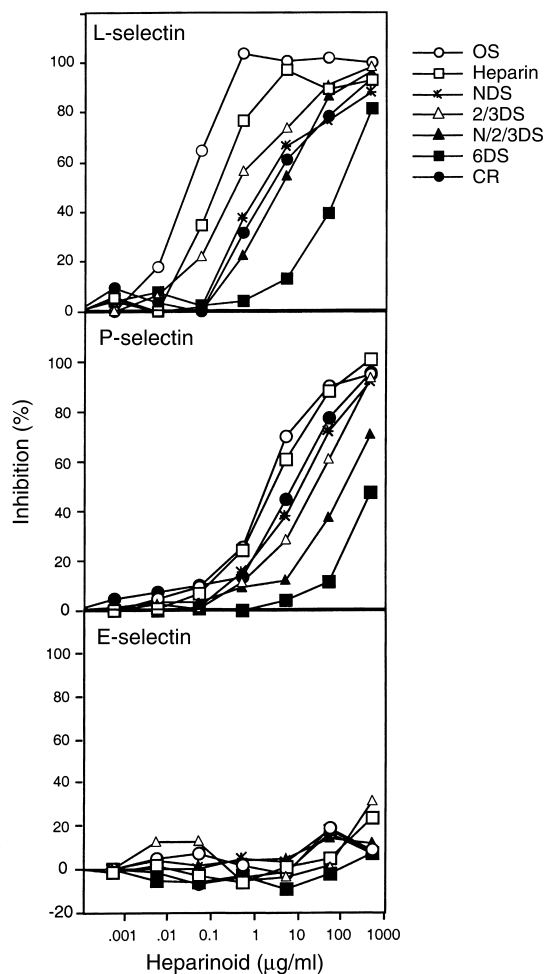 L-selectin
100
80
60
40
20
0
OS
Heparin
NDS
2/3DS
N/2/3DS
6DS
CR
P-selectin
100
80
60
40
20
0
Inhibition (%)
E-selectin
100
80
60
40
20
0
-20
.001 .01 0.1 1 10 100 1000
Heparinoid (μg/ml)